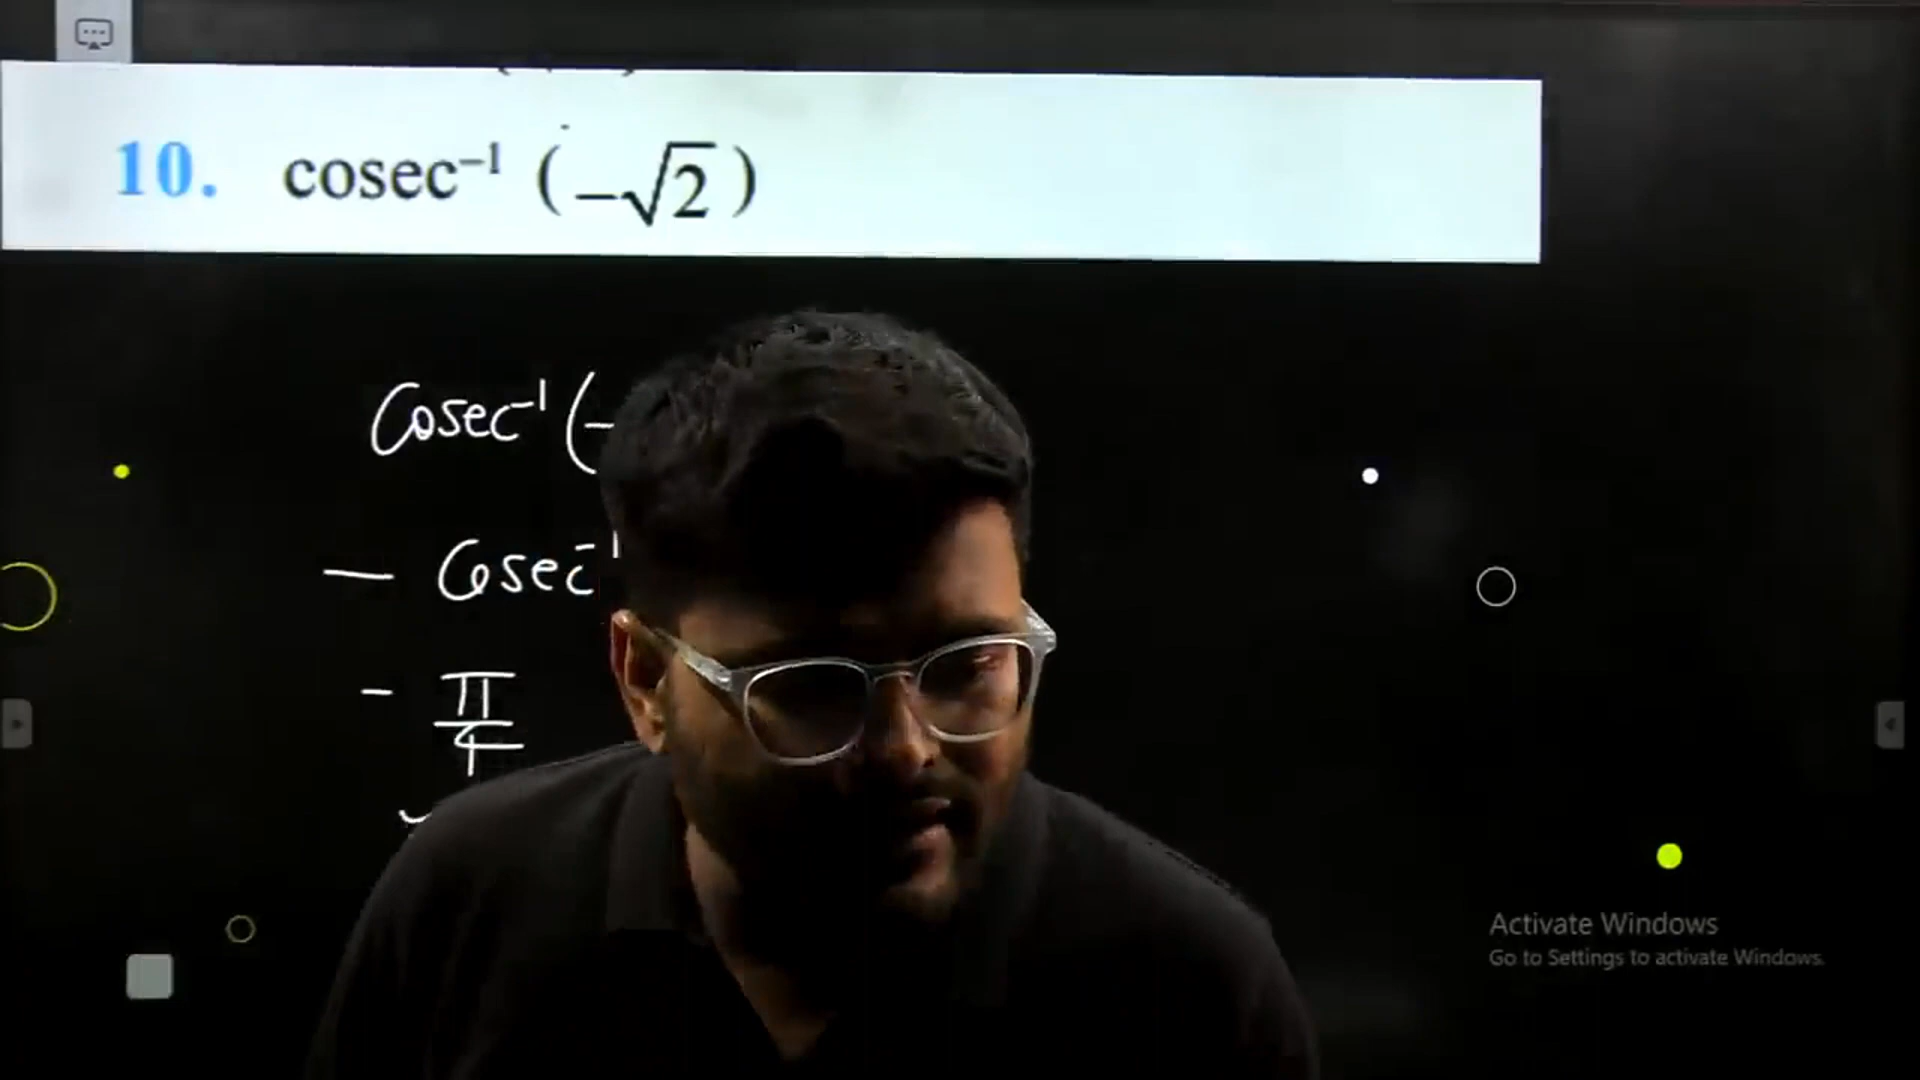 10. cosec⁻¹ (−√2)
Cosec⁻¹ (−
— Cosec⁻¹
- π/4
Activate Windows
Go to Settings to activate Windows.